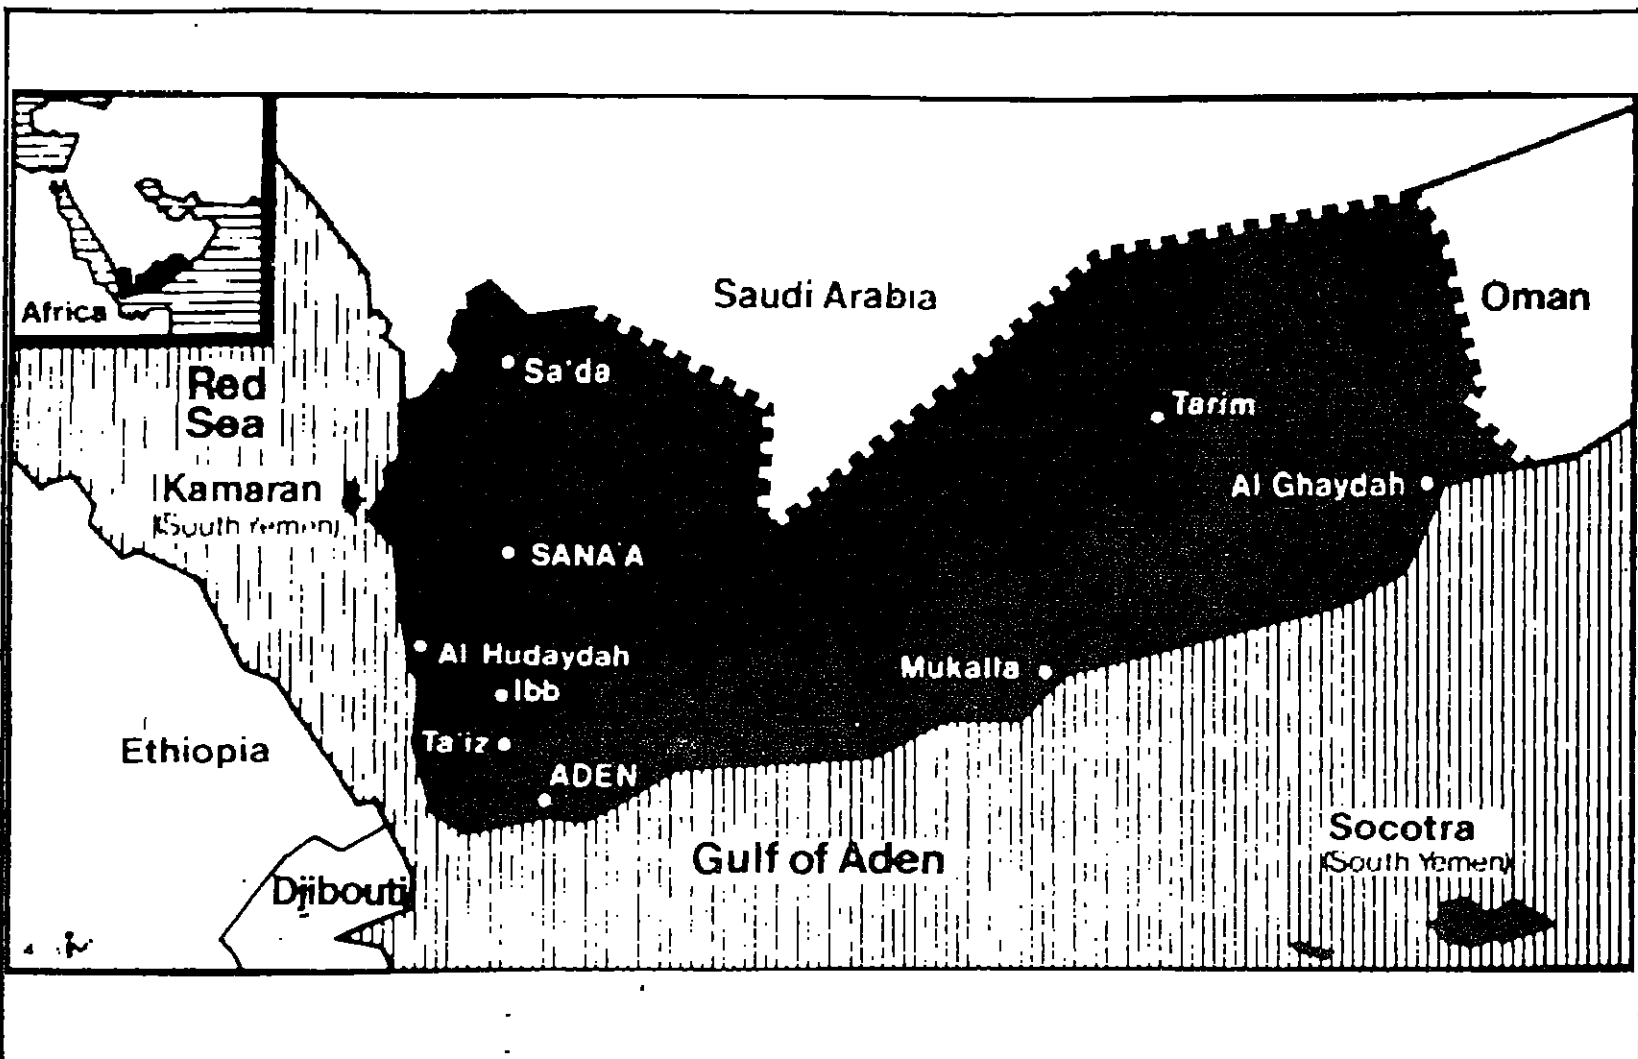 Africa
Saudi Arabia
Oman
Red
Sea
Sa'da
Tarim
Kamaran
(South Yemen)
Al Ghaydah
SANA'A
Al Hudaydah
Ibb
Mukalla
Ta'iz
Ethiopia
ADEN
Socotra
(South Yemen)
Gulf of Aden
Djibouti